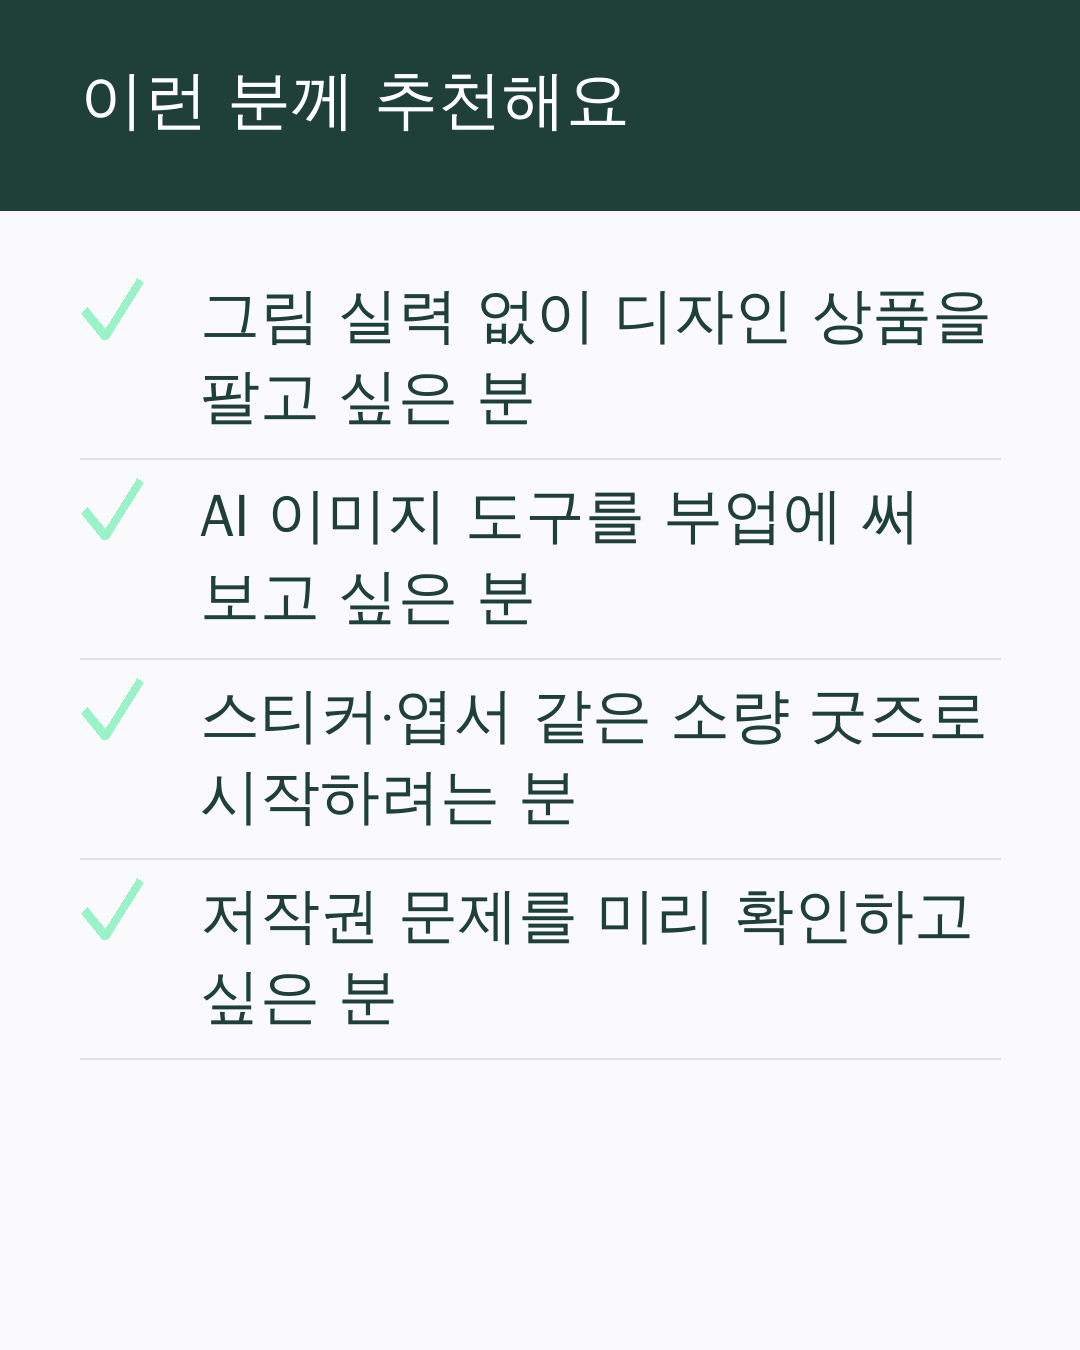 이런 분께 추천해요
그림 실력 없이 디자인 상품을
팔고 싶은 분
AI 이미지 도구를 부업에 써
보고 싶은 분
스티커·엽서 같은 소량 굿즈로
시작하려는 분
저작권 문제를 미리 확인하고
싶은 분